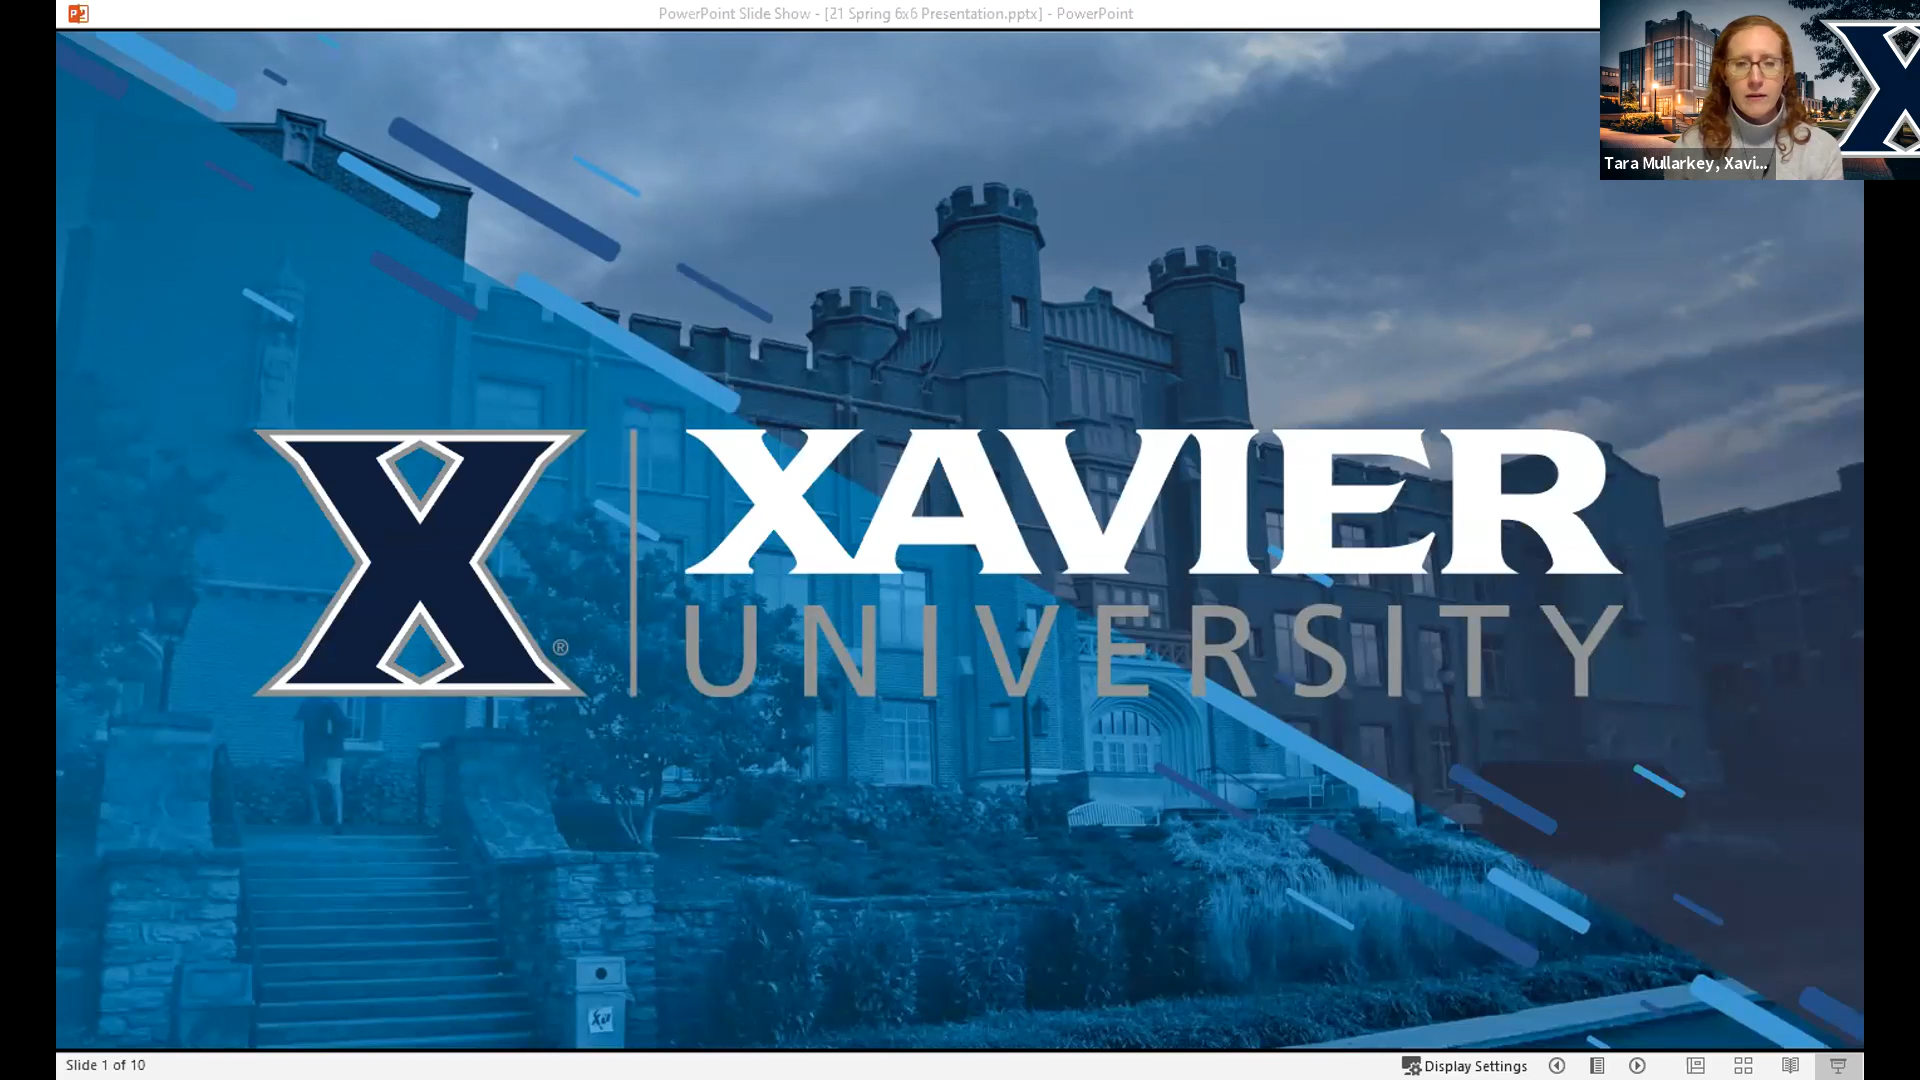 PowerPoint Slide Show - [21 Spring 6x6 Presentation.pptx] - PowerPoint
Tara Mullarkey, Xavi...
XAVIER
UNIVERSITY
®
XU
Slide 1 of 10
Display Settings